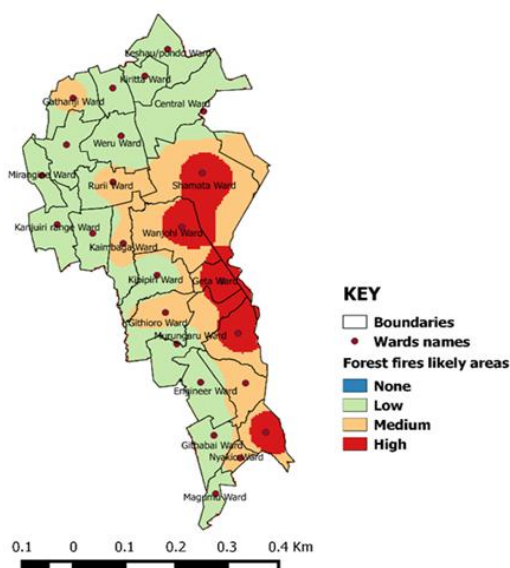 Leshau/pondo Ward
Kiritta Ward
Gathanji Ward
Central Ward
Weru Ward
Mirangine Ward
Rurii Ward
Shamata Ward
Kanjuiri range Ward
Wanjohi Ward
Kaimbaga Ward
Kipipiri Ward
Geta Ward
Githioro Ward
Murungaru Ward
Engineer Ward
Githabai Ward
Nyakio Ward
Magumu Ward
KEY
Boundaries
Wards names
Forest fires likely areas
None
Low
Medium
High
0.1 0 0.1 0.2 0.3 0.4 Km